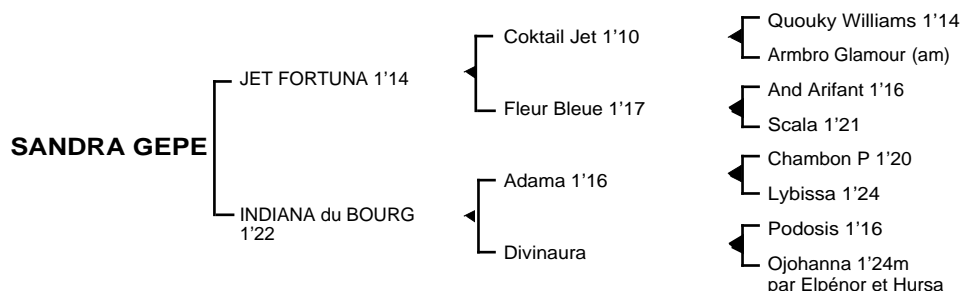 SANDRA GEPE
JET FORTUNA 1’14
INDIANA du BOURG
1’22
Coktail Jet 1’10
Fleur Bleue 1’17
Adama 1’16
Divinaura
Quouky Williams 1’14
Armbro Glamour (am)
And Arifant 1’16
Scala 1’21
Chambon P 1’20
Lybissa 1’24
Podosis 1’16
Ojohanna 1’24m
par Elpénor et Hursa